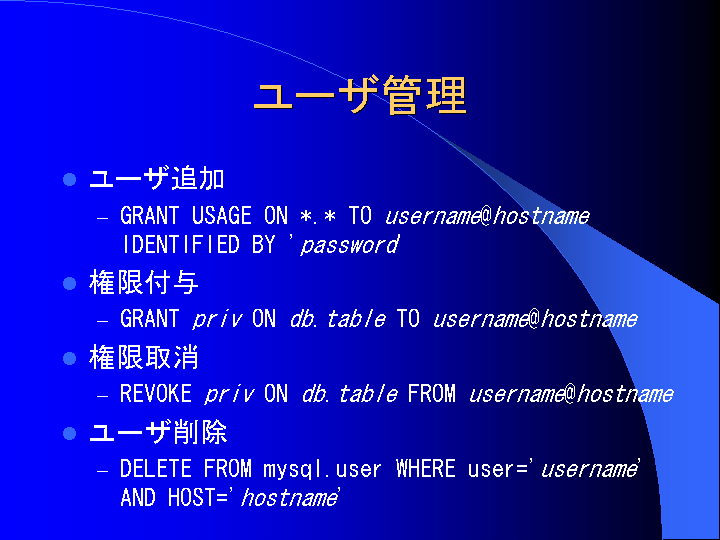 ユーザ管理
ユーザ追加
– GRANT USAGE ON *.* TO username@hostname
IDENTIFIED BY 'password'
権限付与
– GRANT priv ON db.table TO username@hostname
権限取消
– REVOKE priv ON db.table FROM username@hostname
ユーザ削除
– DELETE FROM mysql.user WHERE user='username'
AND HOST='hostname'